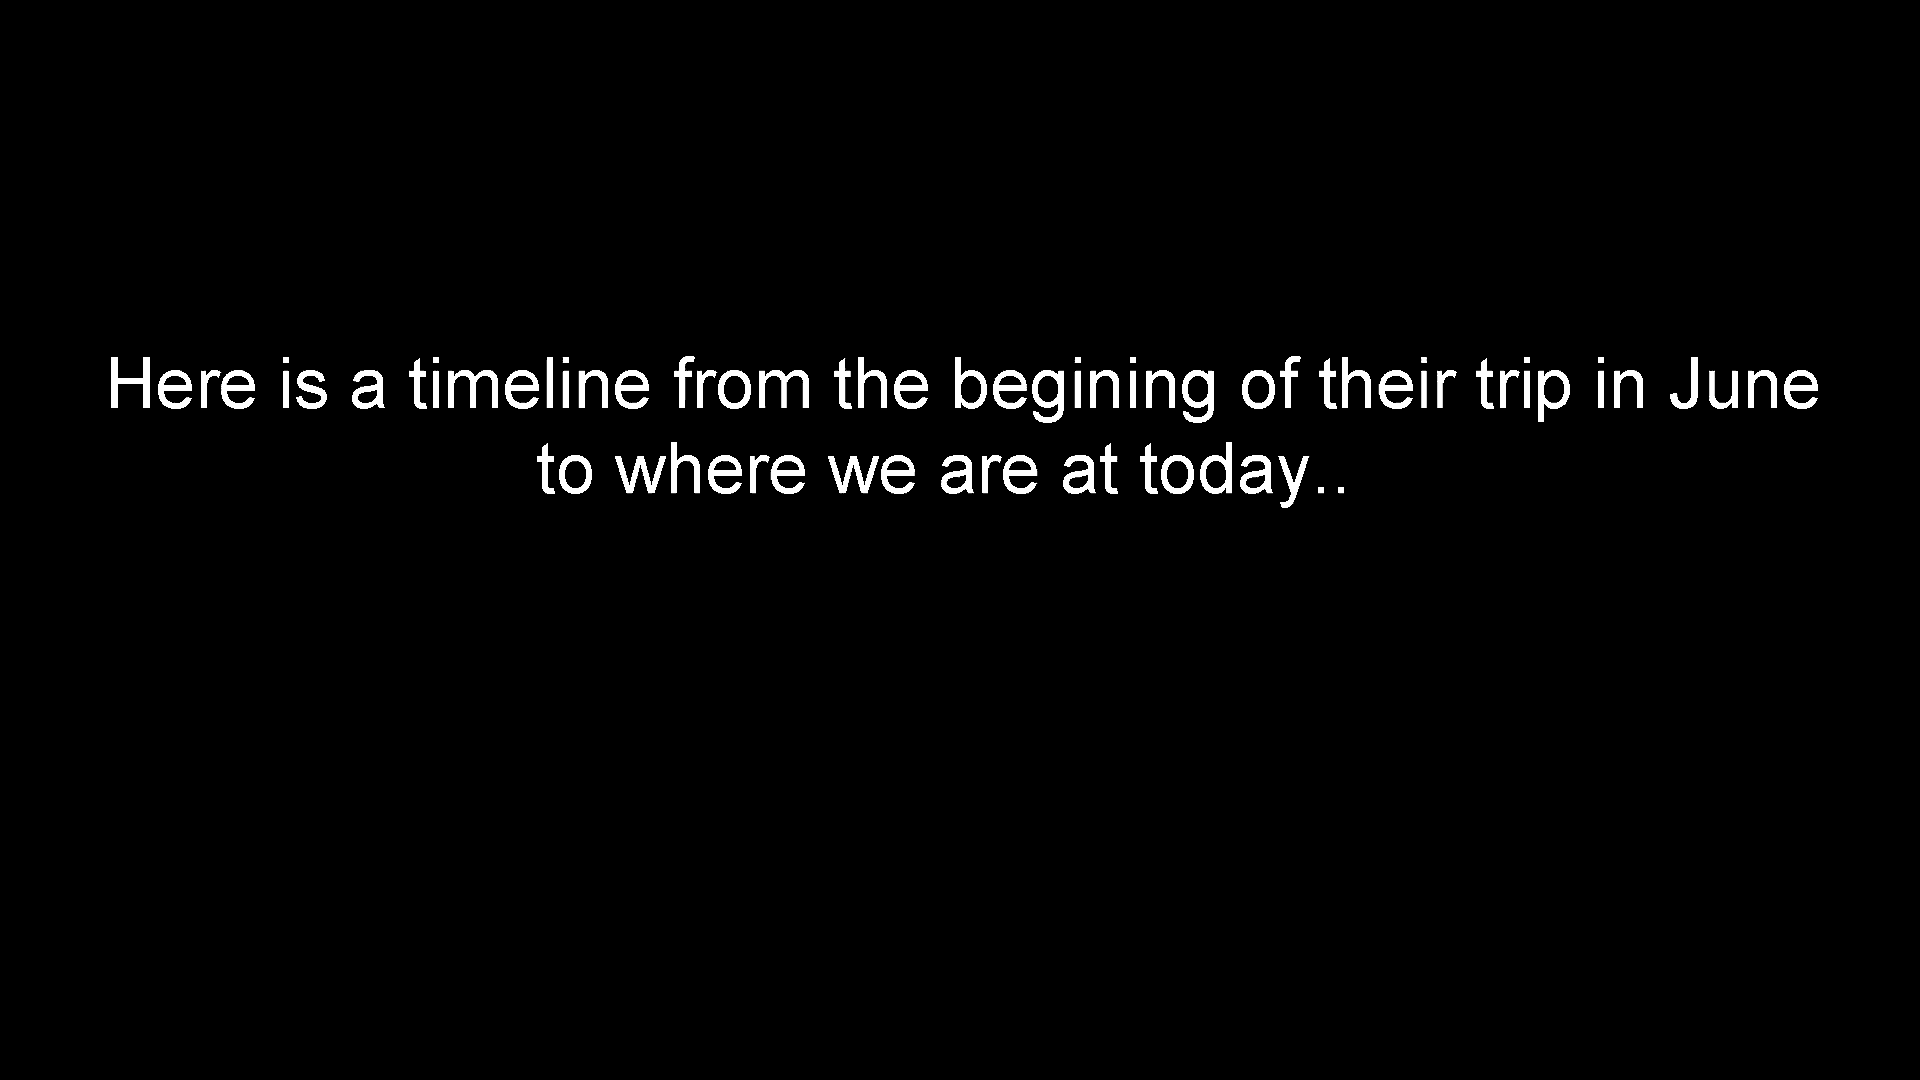 Here is a timeline from the begining of their trip in June
to where we are at today..